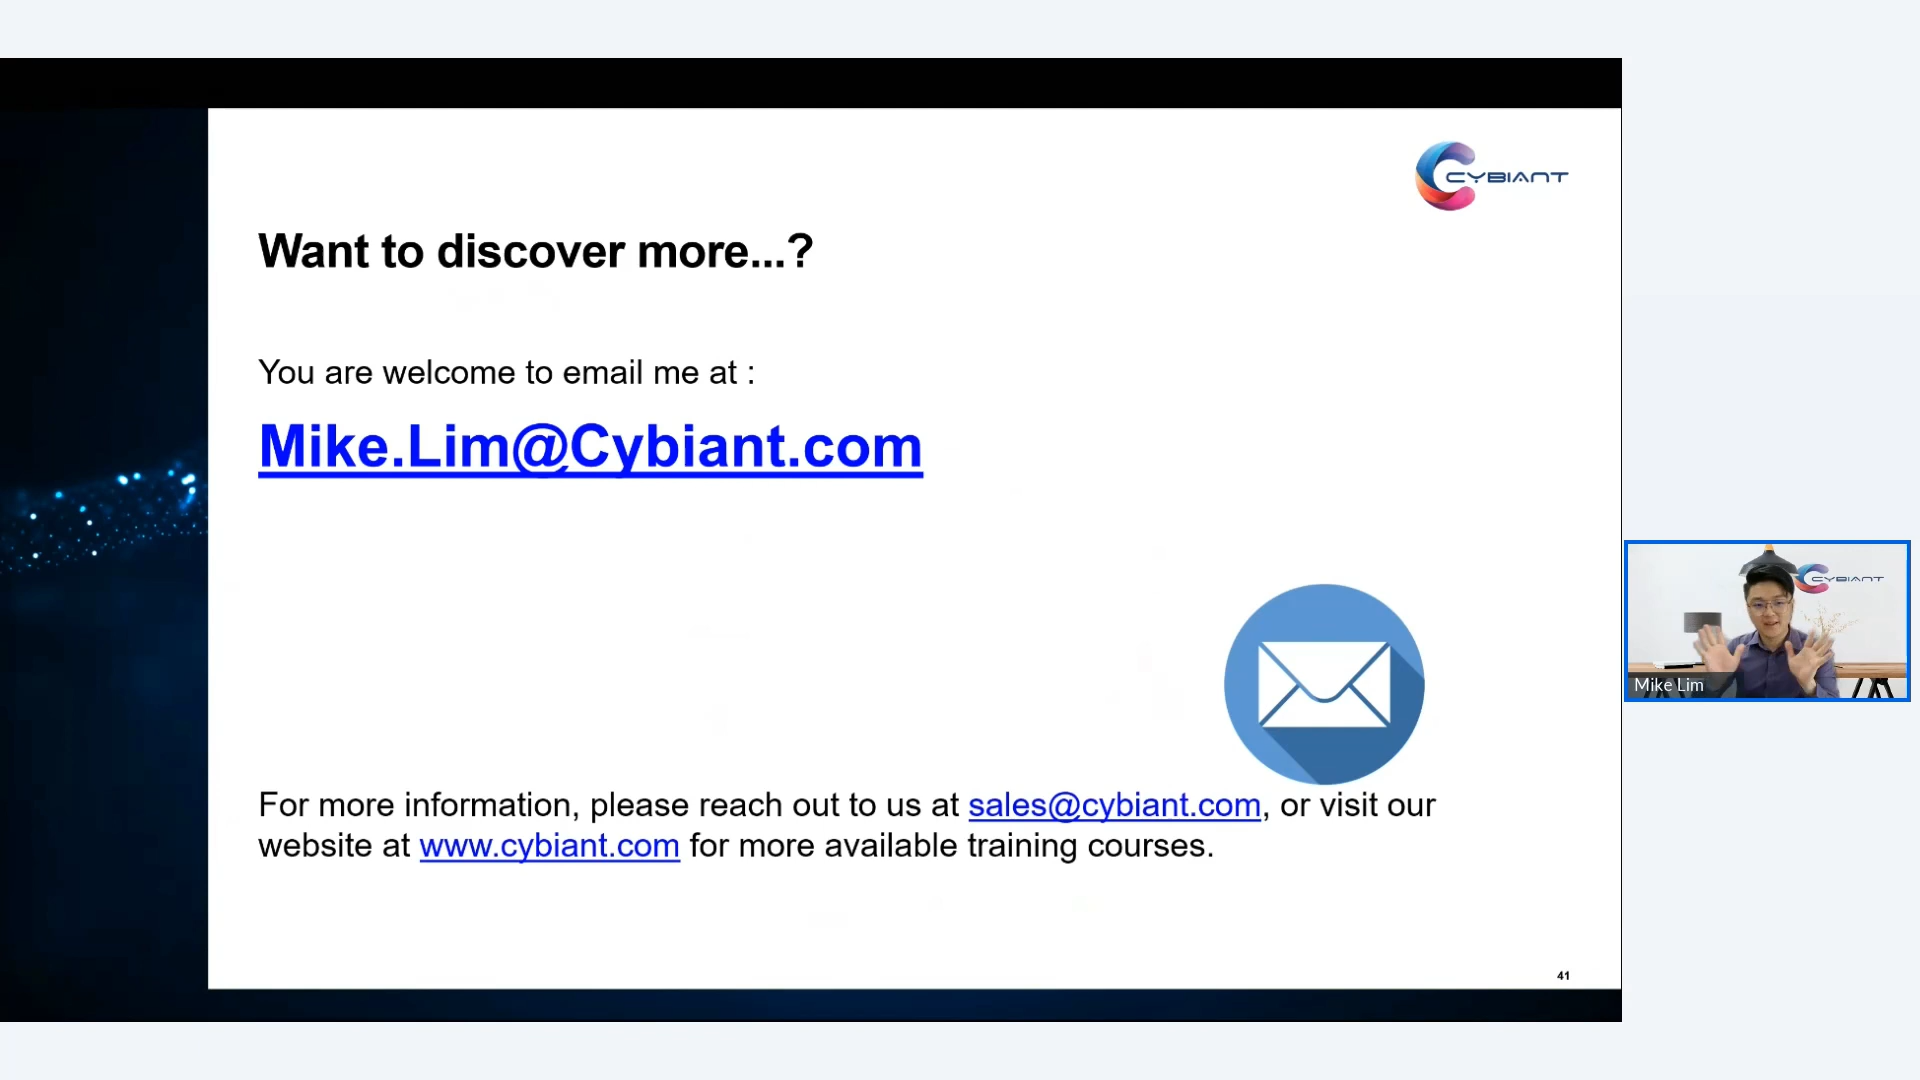 CYBIANT
Want to discover more...?
You are welcome to email me at :
Mike.Lim@Cybiant.com
CYBIANT
Mike Lim
For more information, please reach out to us at sales@cybiant.com, or visit our
website at www.cybiant.com for more available training courses.
41